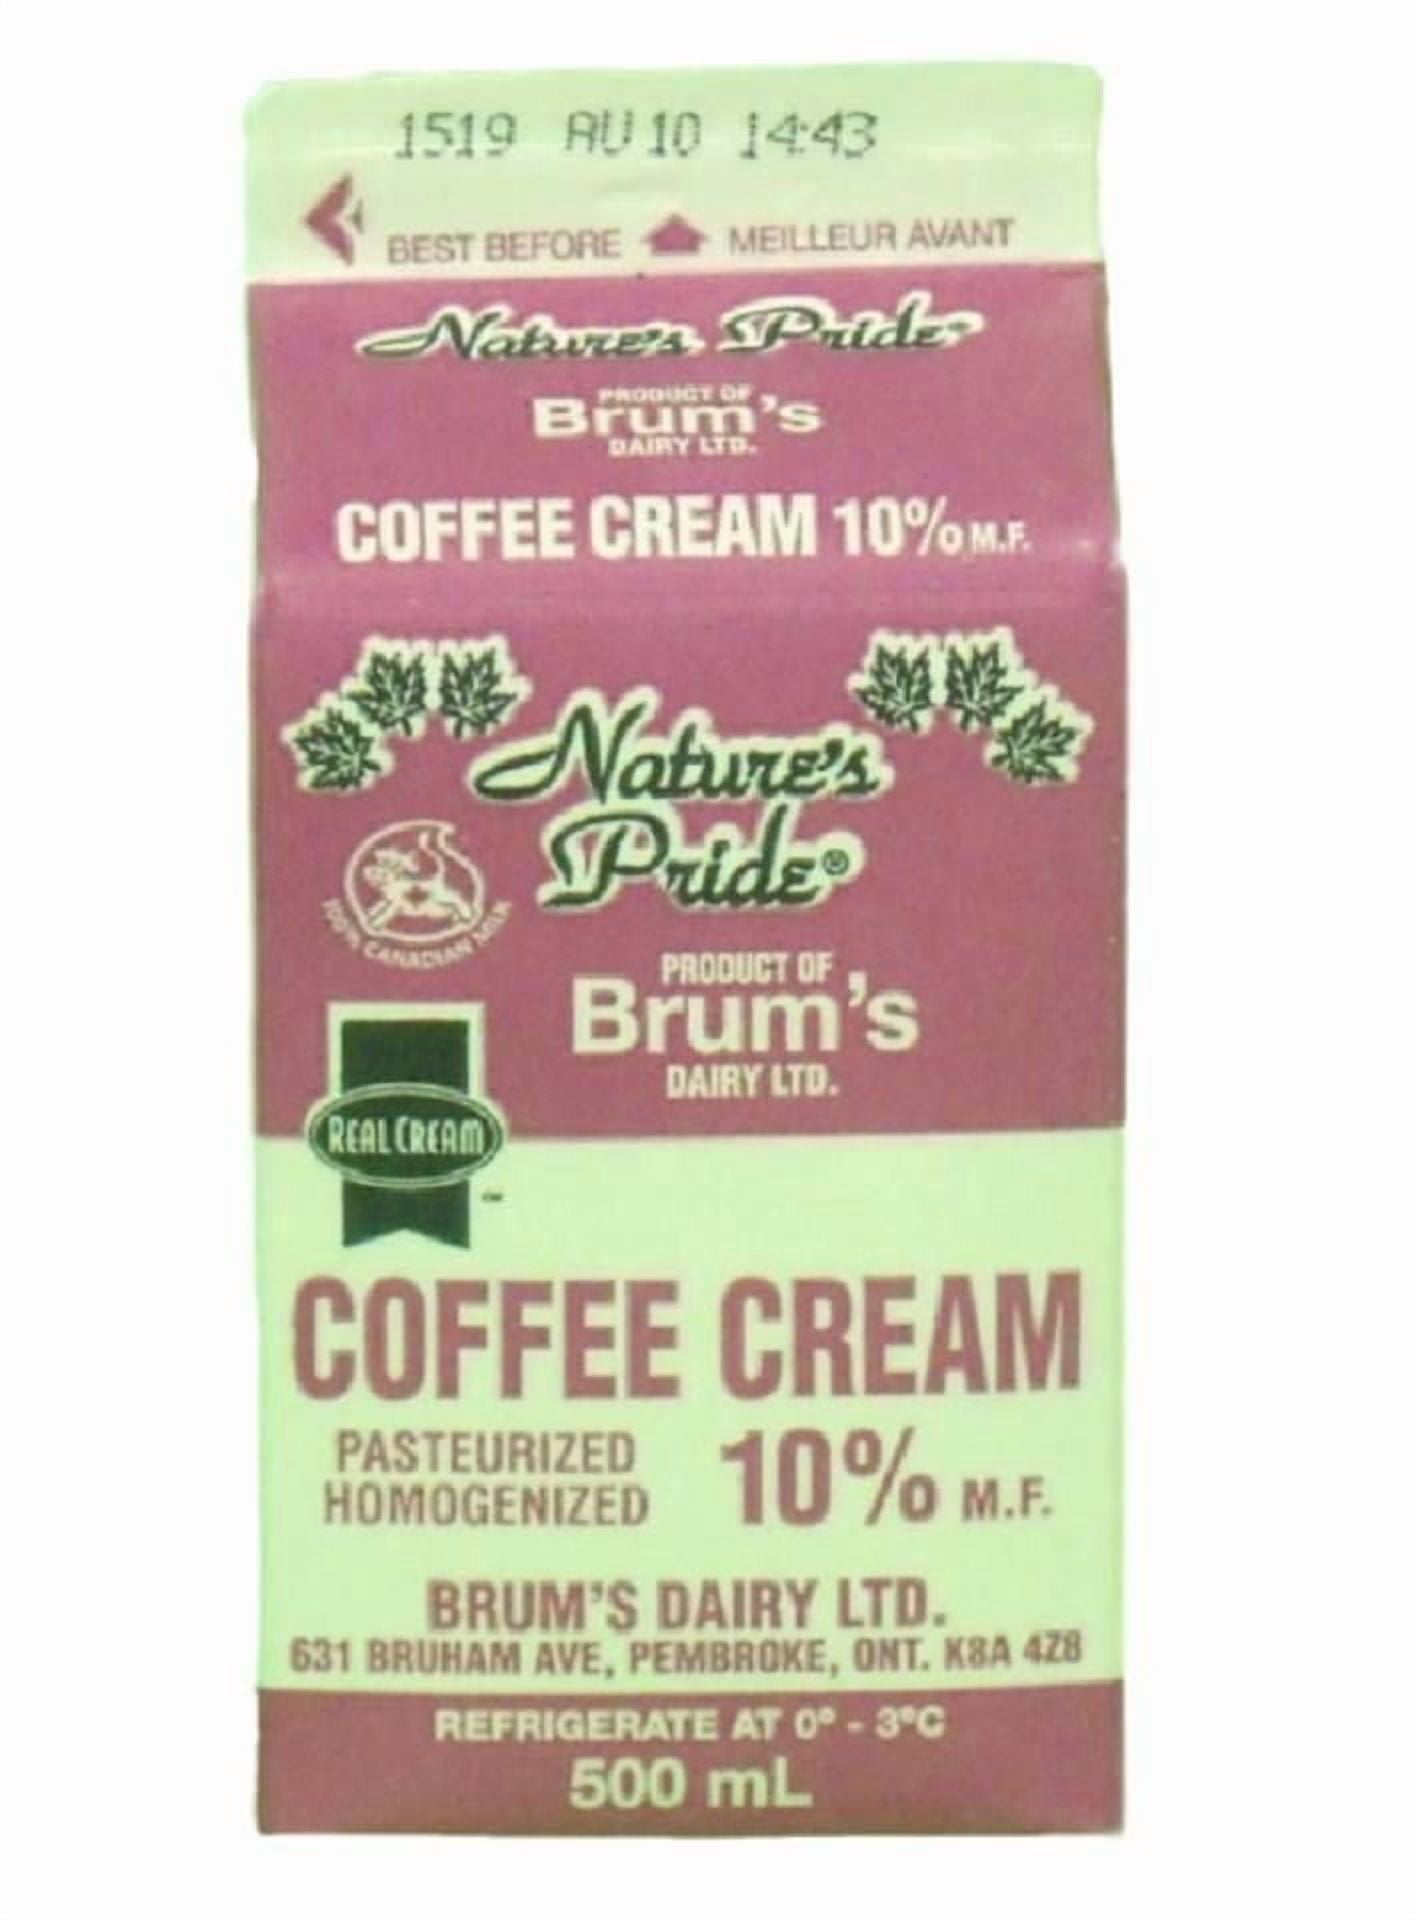 1519 AU 10 14:43
BEST BEFORE MEILLEUR AVANT
Nature's Pride
PRODUCT OF
Brum's
DAIRY LTD.
COFFEE CREAM 10% M.F.
Nature's
Pride®
100% CANADIAN MILK
PRODUCT OF
Brum's
DAIRY LTD.
REAL CREAM
COFFEE CREAM
PASTEURIZED
HOMOGENIZED
10% M.F.
BRUM'S DAIRY LTD.
631 BRUHAM AVE, PEMBROKE, ONT. K8A 4Z8
REFRIGERATE AT 0° - 3°C
500 mL